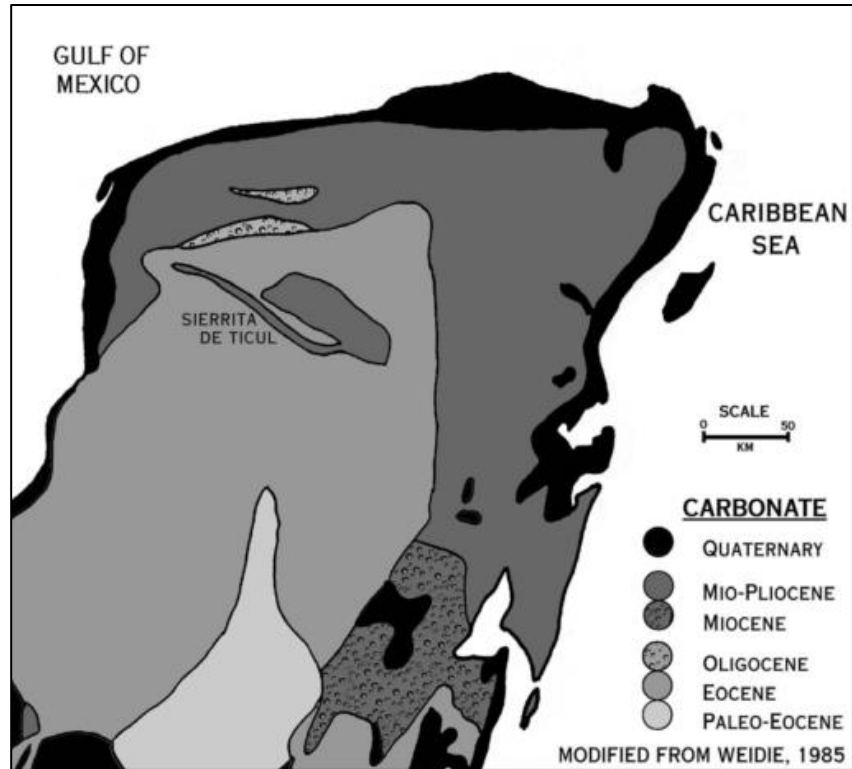 GULF OF
MEXICO
CARIBBEAN
SEA
SIERRITA
DE TICUL
SCALE
0 50
KM
CARBONATE
QUATERNARY
MIO-PLIOCENE
MIOCENE
OLIGOCENE
EOCENE
PALEO-EOCENE
MODIFIED FROM WEIDIE, 1985